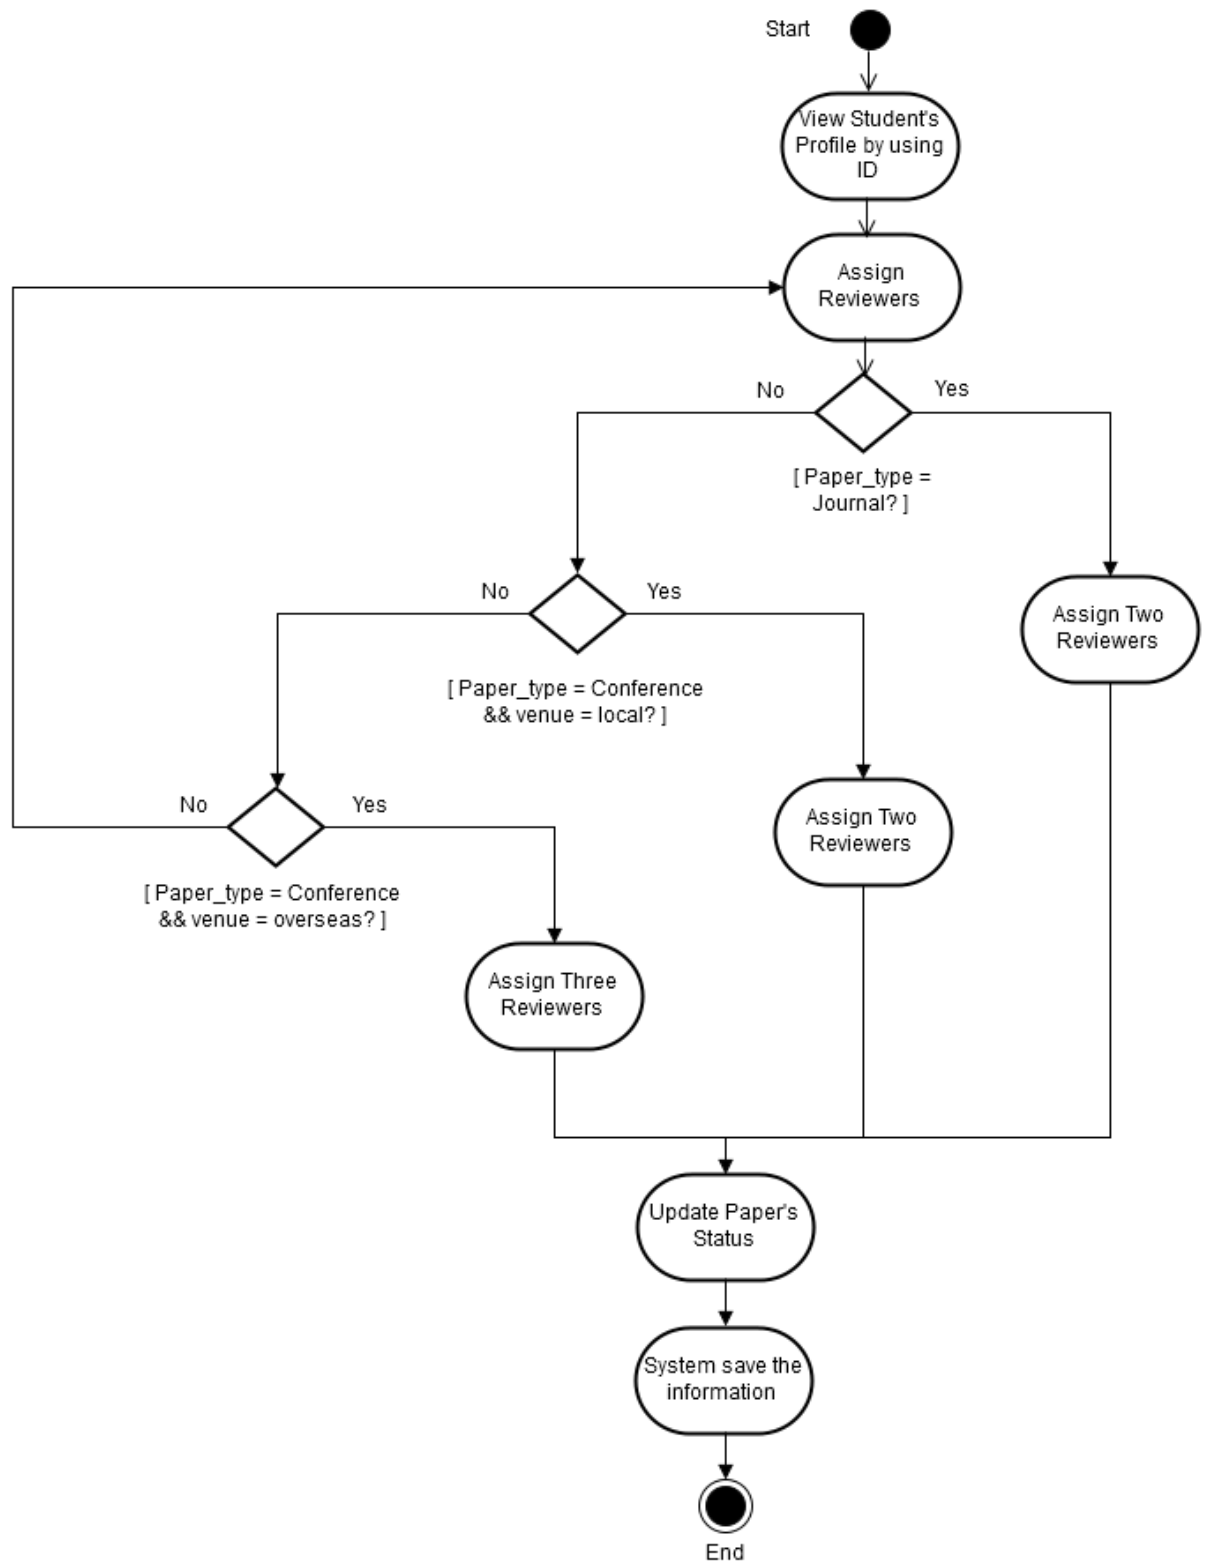 Start
View Student's
Profile by using
ID
Assign
Reviewers
No
Yes
[ Paper_type =
Journal? ]
No
Yes
Assign Two
Reviewers
[ Paper_type = Conference
&& venue = local? ]
No
Yes
Assign Two
Reviewers
[ Paper_type = Conference
&& venue = overseas? ]
Assign Three
Reviewers
Update Paper's
Status
System save the
information
End